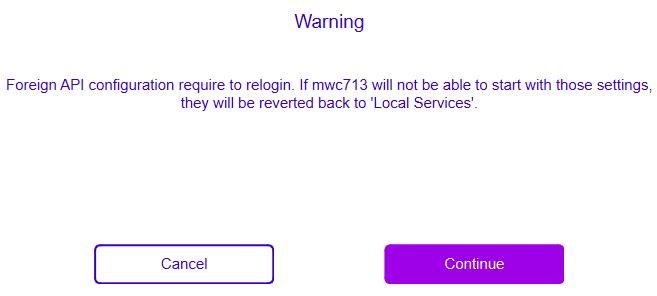 Warning
Foreign API configuration require to relogin. If mwc713 will not be able to start with those settings,
they will be reverted back to 'Local Services'.
Cancel
Continue